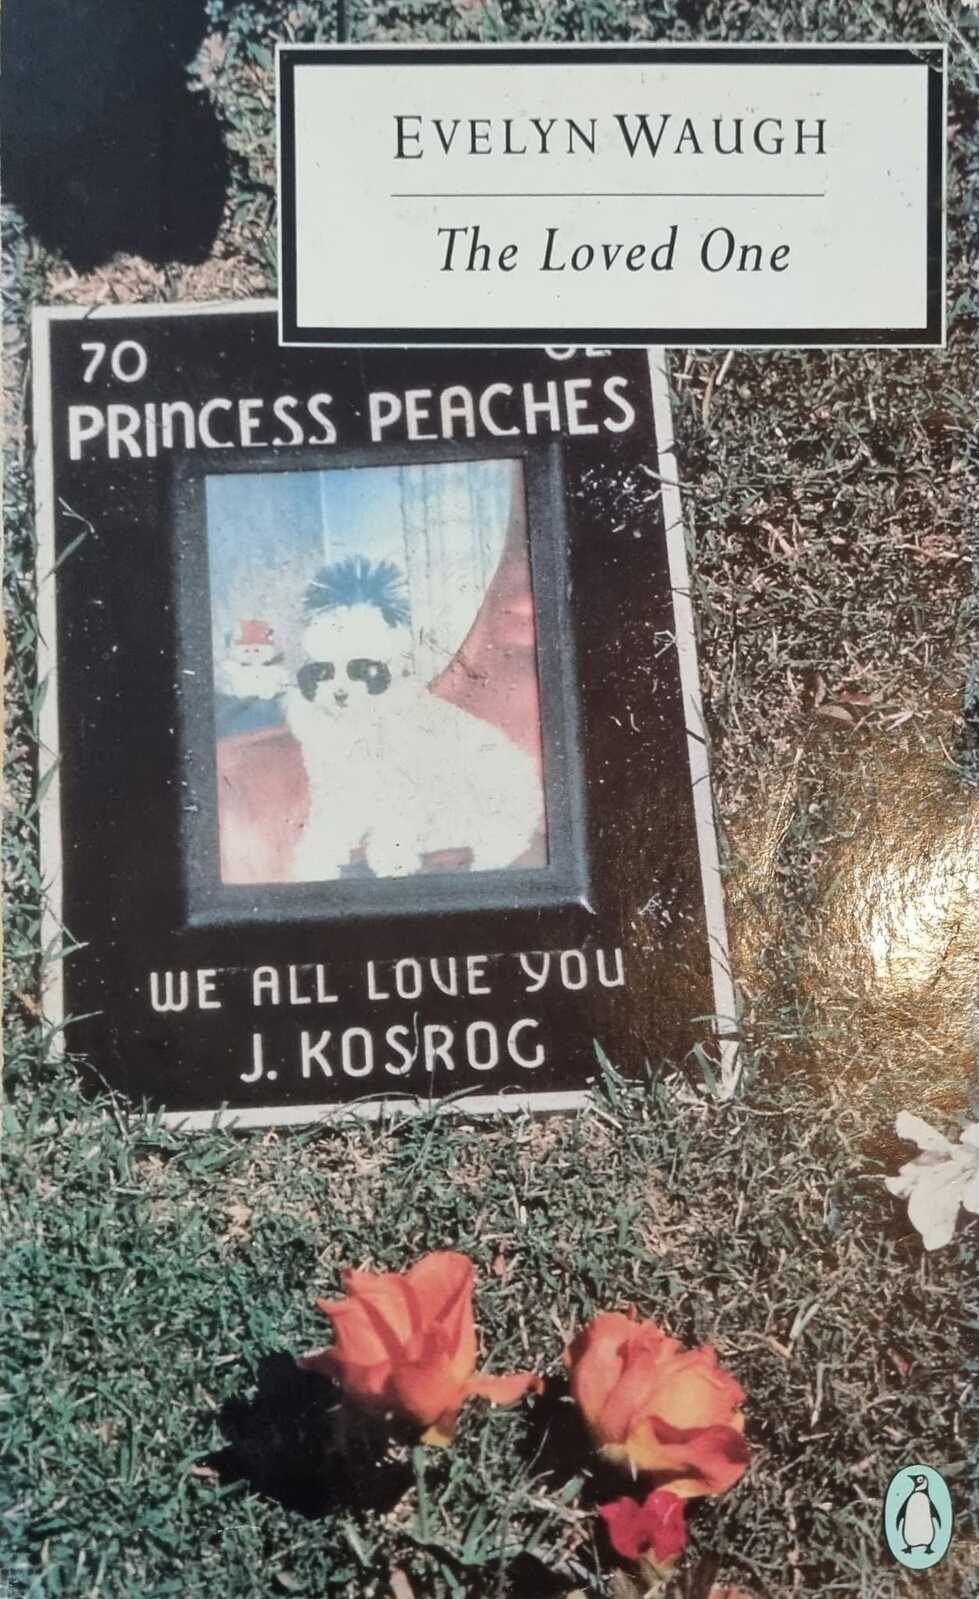 EVELYN WAUGH
The Loved One
70
PRINCESS PEACHES
WE ALL LOVE YOU
J. KOSROG